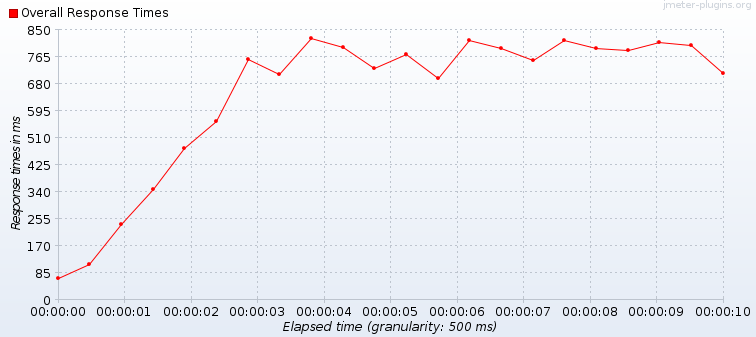 jmeter-plugins.org
Overall Response Times
850
765
680
595
510
425
340
255
170
85
0
Response times in ms
00:00:00 00:00:01 00:00:02 00:00:03 00:00:04 00:00:05 00:00:06 00:00:07 00:00:08 00:00:09 00:00:10
Elapsed time (granularity: 500 ms)